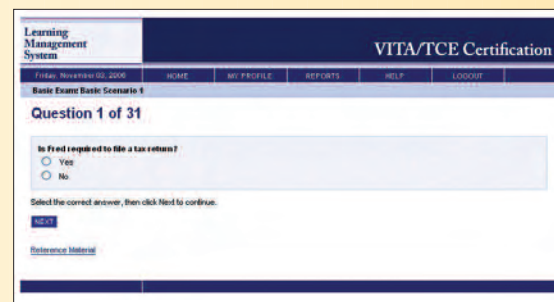 Learning
Management
System
VITA/TCE Certification
Friday, November 03, 2006 HOME MY PROFILE REPORTS HELP LOGOUT
Basic Exam: Basic Scenario 1
Question 1 of 31
Is Fred required to file a tax return?
Yes
No
Select the correct answer, then click Next to continue.
NEXT
Reference Material